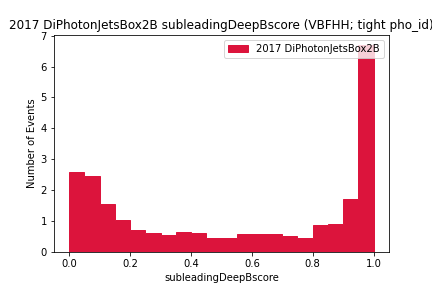 2017 DiPhotonJetsBox2B subleadingDeepBscore (VBFHH; tight pho_id)
2017 DiPhotonJetsBox2B
Number of Events
7
6
5
4
3
2
1
0
0.0 0.2 0.4 0.6 0.8 1.0
subleadingDeepBscore